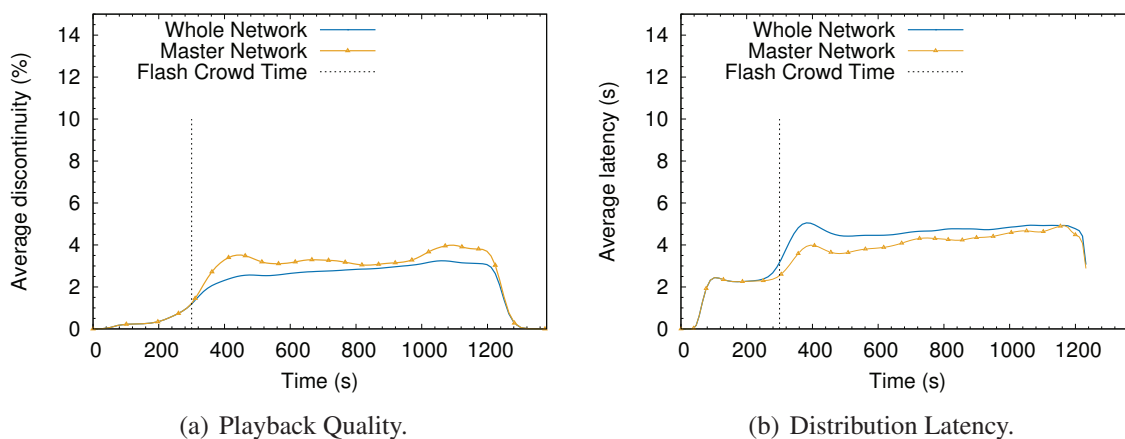 Whole Network
Master Network
Flash Crowd Time
Average discontinuity (%)
14
12
10
8
6
4
2
0
0 200 400 600 800 1000 1200
Time (s)
(a) Playback Quality.
Whole Network
Master Network
Flash Crowd Time
Average latency (s)
14
12
10
8
6
4
2
0
0 200 400 600 800 1000 1200
Time (s)
(b) Distribution Latency.